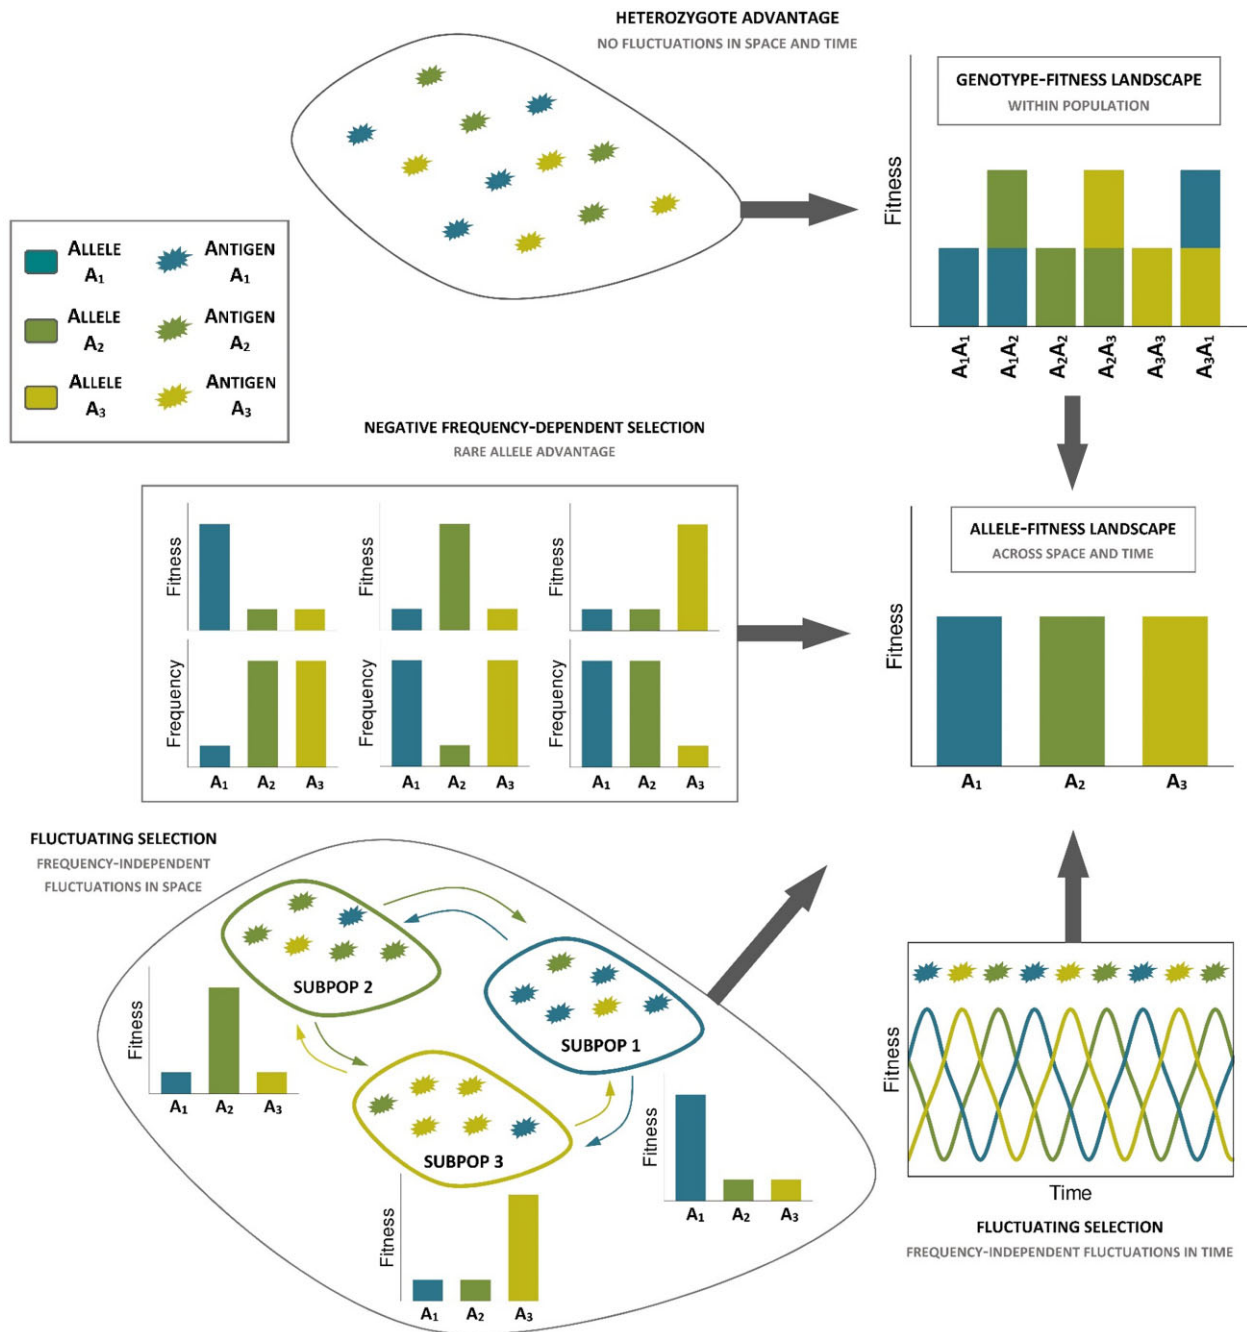 HETEROZYGOTE ADVANTAGE
NO FLUCTUATIONS IN SPACE AND TIME
GENOTYPE-FITNESS LANDSCAPE
WITHIN POPULATION
Fitness
A1A1
A1A2
A2A2
A2A3
A3A3
A3A1
ALLELE
A1
ANTIGEN
A1
ALLELE
A2
ANTIGEN
A2
ALLELE
A3
ANTIGEN
A3
NEGATIVE FREQUENCY-DEPENDENT SELECTION
RARE ALLELE ADVANTAGE
Fitness
Fitness
Fitness
Frequency
Frequency
Frequency
A1 A2 A3
A1 A2 A3
A1 A2 A3
ALLELE-FITNESS LANDSCAPE
ACROSS SPACE AND TIME
Fitness
A1 A2 A3
FLUCTUATING SELECTION
FREQUENCY-INDEPENDENT
FLUCTUATIONS IN SPACE
SUBPOP 2
SUBPOP 1
SUBPOP 3
Fitness
A1 A2 A3
Fitness
A1 A2 A3
Fitness
A1 A2 A3
Fitness
Time
FLUCTUATING SELECTION
FREQUENCY-INDEPENDENT FLUCTUATIONS IN TIME